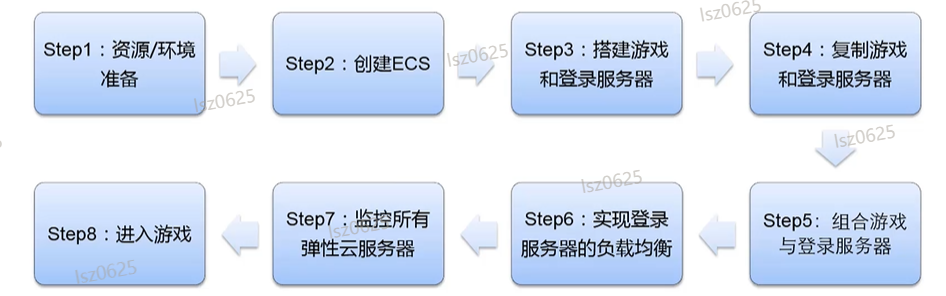 Step1：资源/环境
准备
Step2：创建ECS
Step3：搭建游戏
和登录服务器
Step4：复制游戏
和登录服务器
Step5：组合游戏
与登录服务器
Step6：实现登录
服务器的负载均衡
Step7：监控所有
弹性云服务器
Step8：进入游戏
lsz0625
lsz0625
lsz0625
lsz0625
lsz0625
lsz0625
lsz0625